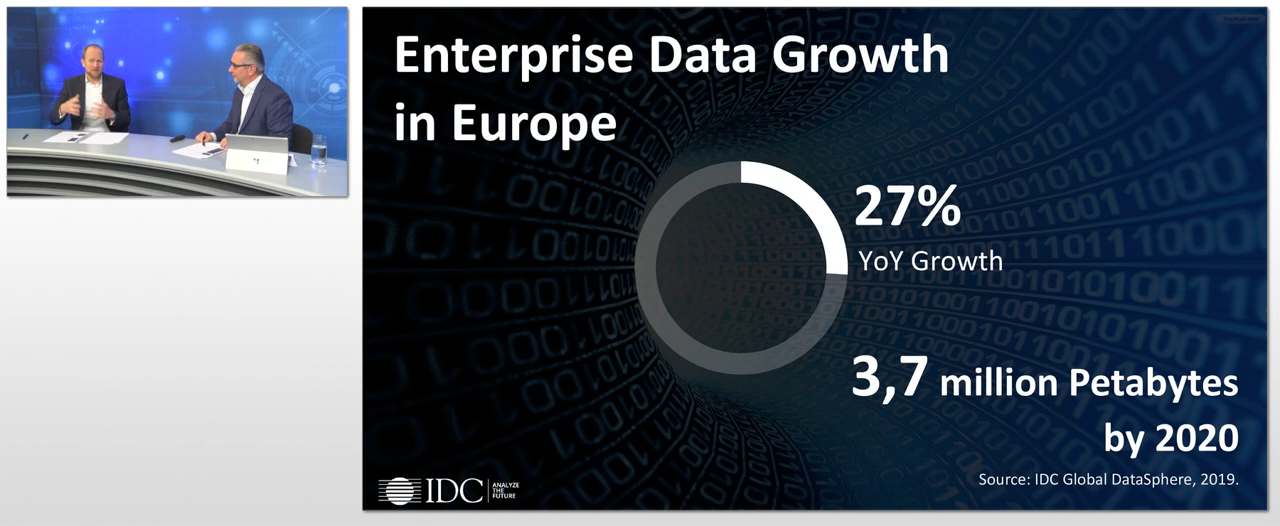 Enterprise Data Growth
in Europe
27%
YoY Growth
3,7 million Petabytes
by 2020
Source: IDC Global DataSphere, 2019.
IDC
ANALYZE
THE
FUTURE